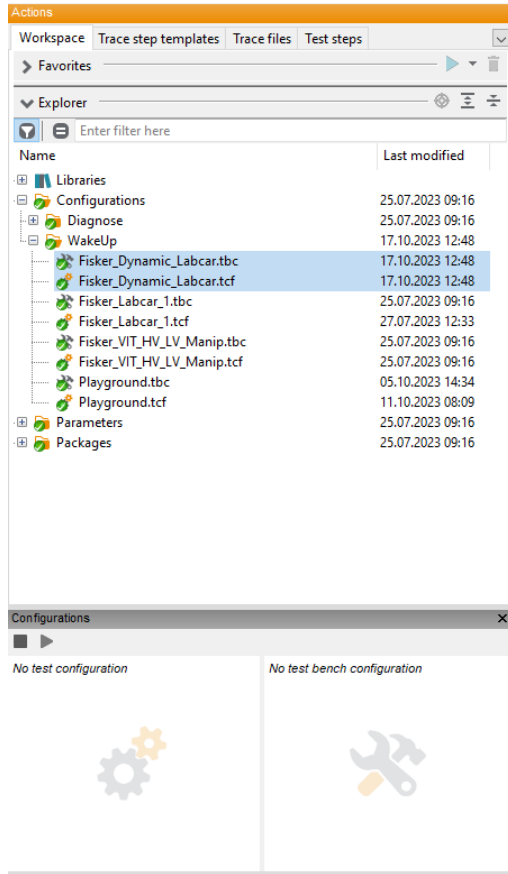 Actions
Workspace Trace step templates Trace files Test steps
Favorites
Explorer
Enter filter here
Name Last modified
Libraries
Configurations 25.07.2023 09:16
Diagnose 25.07.2023 09:16
WakeUp 17.10.2023 12:48
Fisker_Dynamic_Labcar.tbc 17.10.2023 12:48
Fisker_Dynamic_Labcar.tcf 17.10.2023 12:48
Fisker_Labcar_1.tbc 25.07.2023 09:16
Fisker_Labcar_1.tcf 27.07.2023 12:33
Fisker_VIT_HV_LV_Manip.tbc 25.07.2023 09:16
Fisker_VIT_HV_LV_Manip.tcf 25.07.2023 09:16
Playground.tbc 05.10.2023 14:34
Playground.tcf 11.10.2023 08:09
Parameters 25.07.2023 09:16
Packages 25.07.2023 09:16
Configurations
No test configuration No test bench configuration